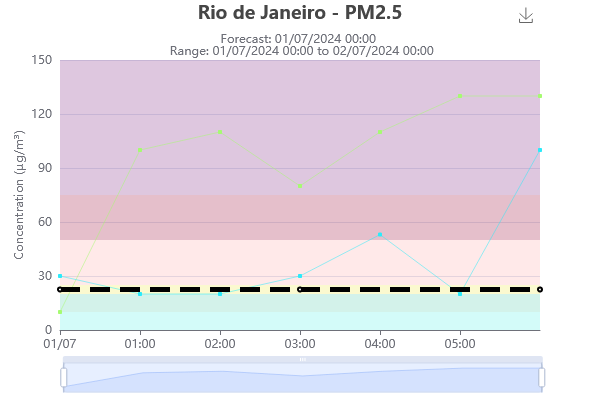 Rio de Janeiro - PM2.5
Forecast: 01/07/2024 00:00
Range: 01/07/2024 00:00 to 02/07/2024 00:00
Concentration (µg/m³)
150
120
90
60
30
0
01/07 01:00 02:00 03:00 04:00 05:00